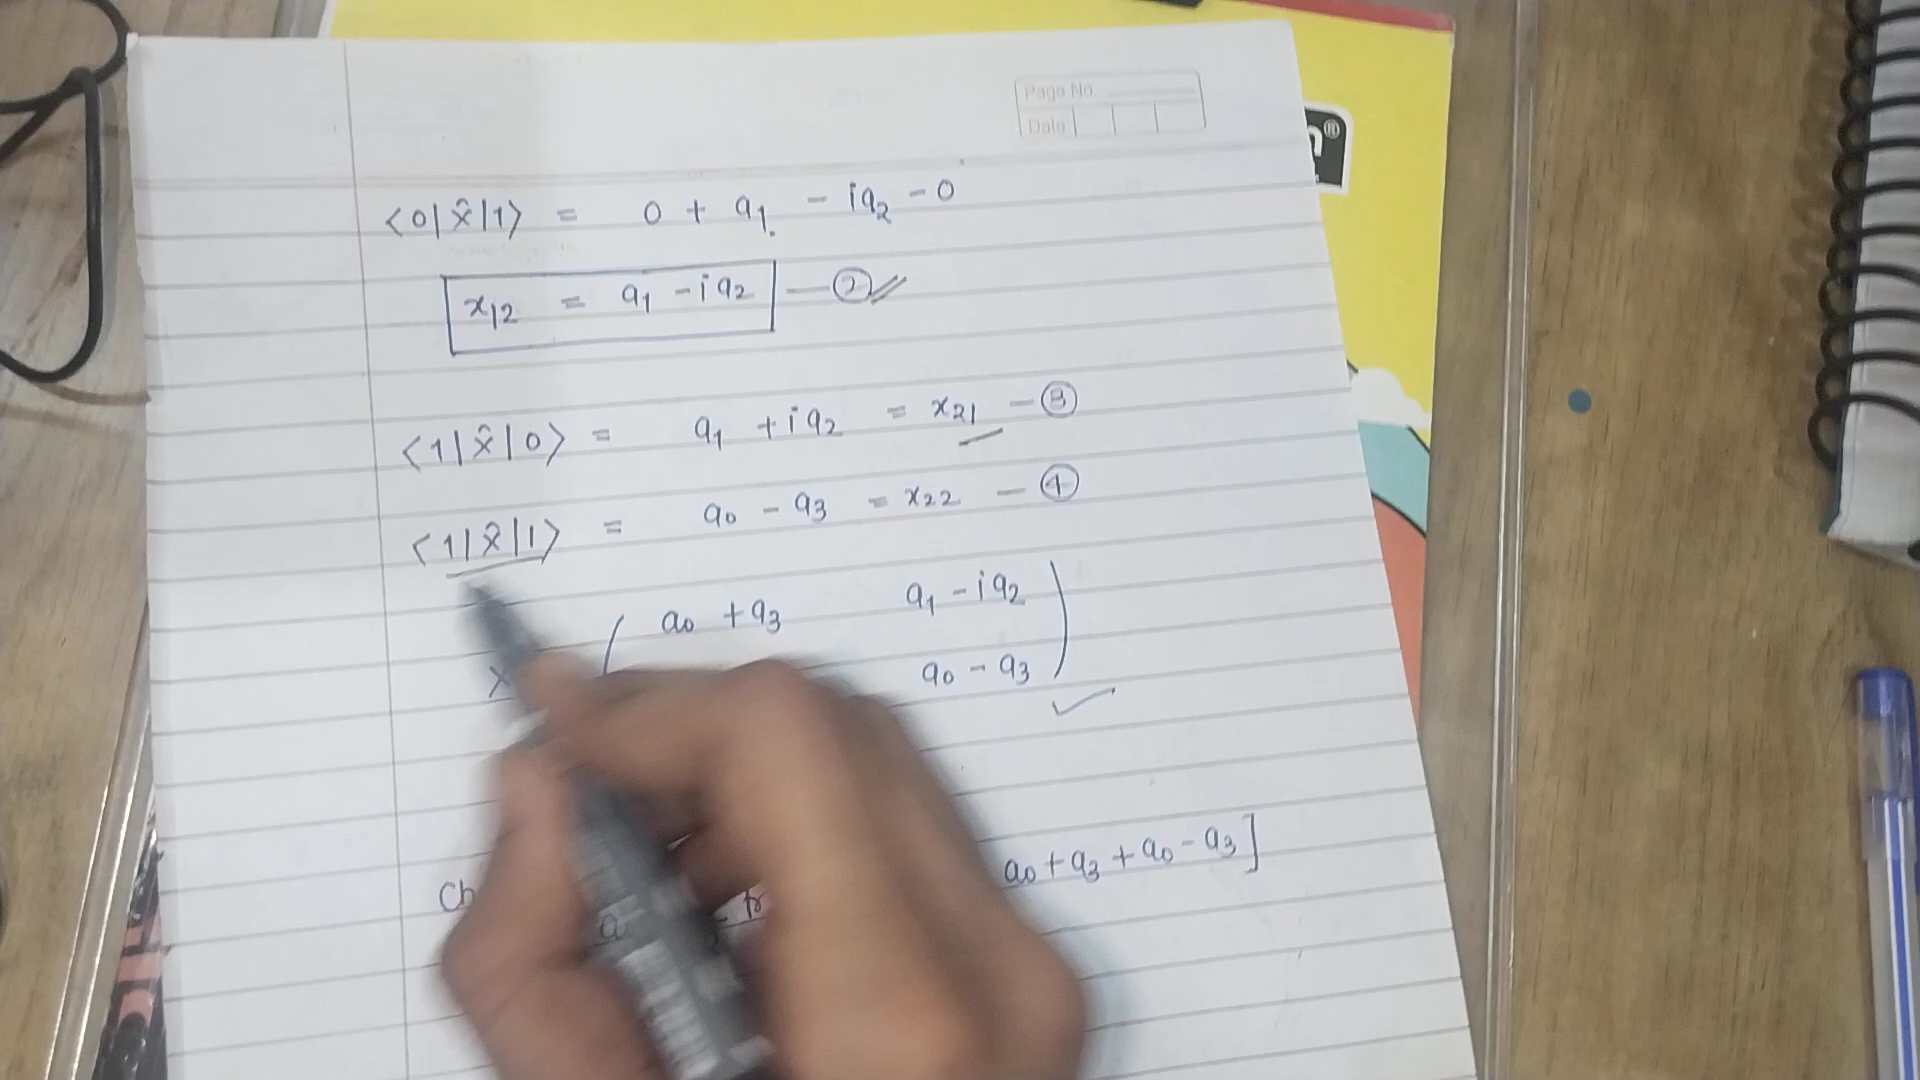 Page No.
Date
⟨0|x̂|1⟩ = 0 + a₁ - ia₂ - 0
x₁₂ = a₁ - ia₂ — ②
⟨1|x̂|0⟩ = a₁ + ia₂ = x₂₁ — ③
⟨1|x̂|1⟩ = a₀ - a₃ = x₂₂ — ④
a₀ + a₃ a₁ - ia₂
X a₀ - a₃
a₀ + a₃ + a₀ - a₃]